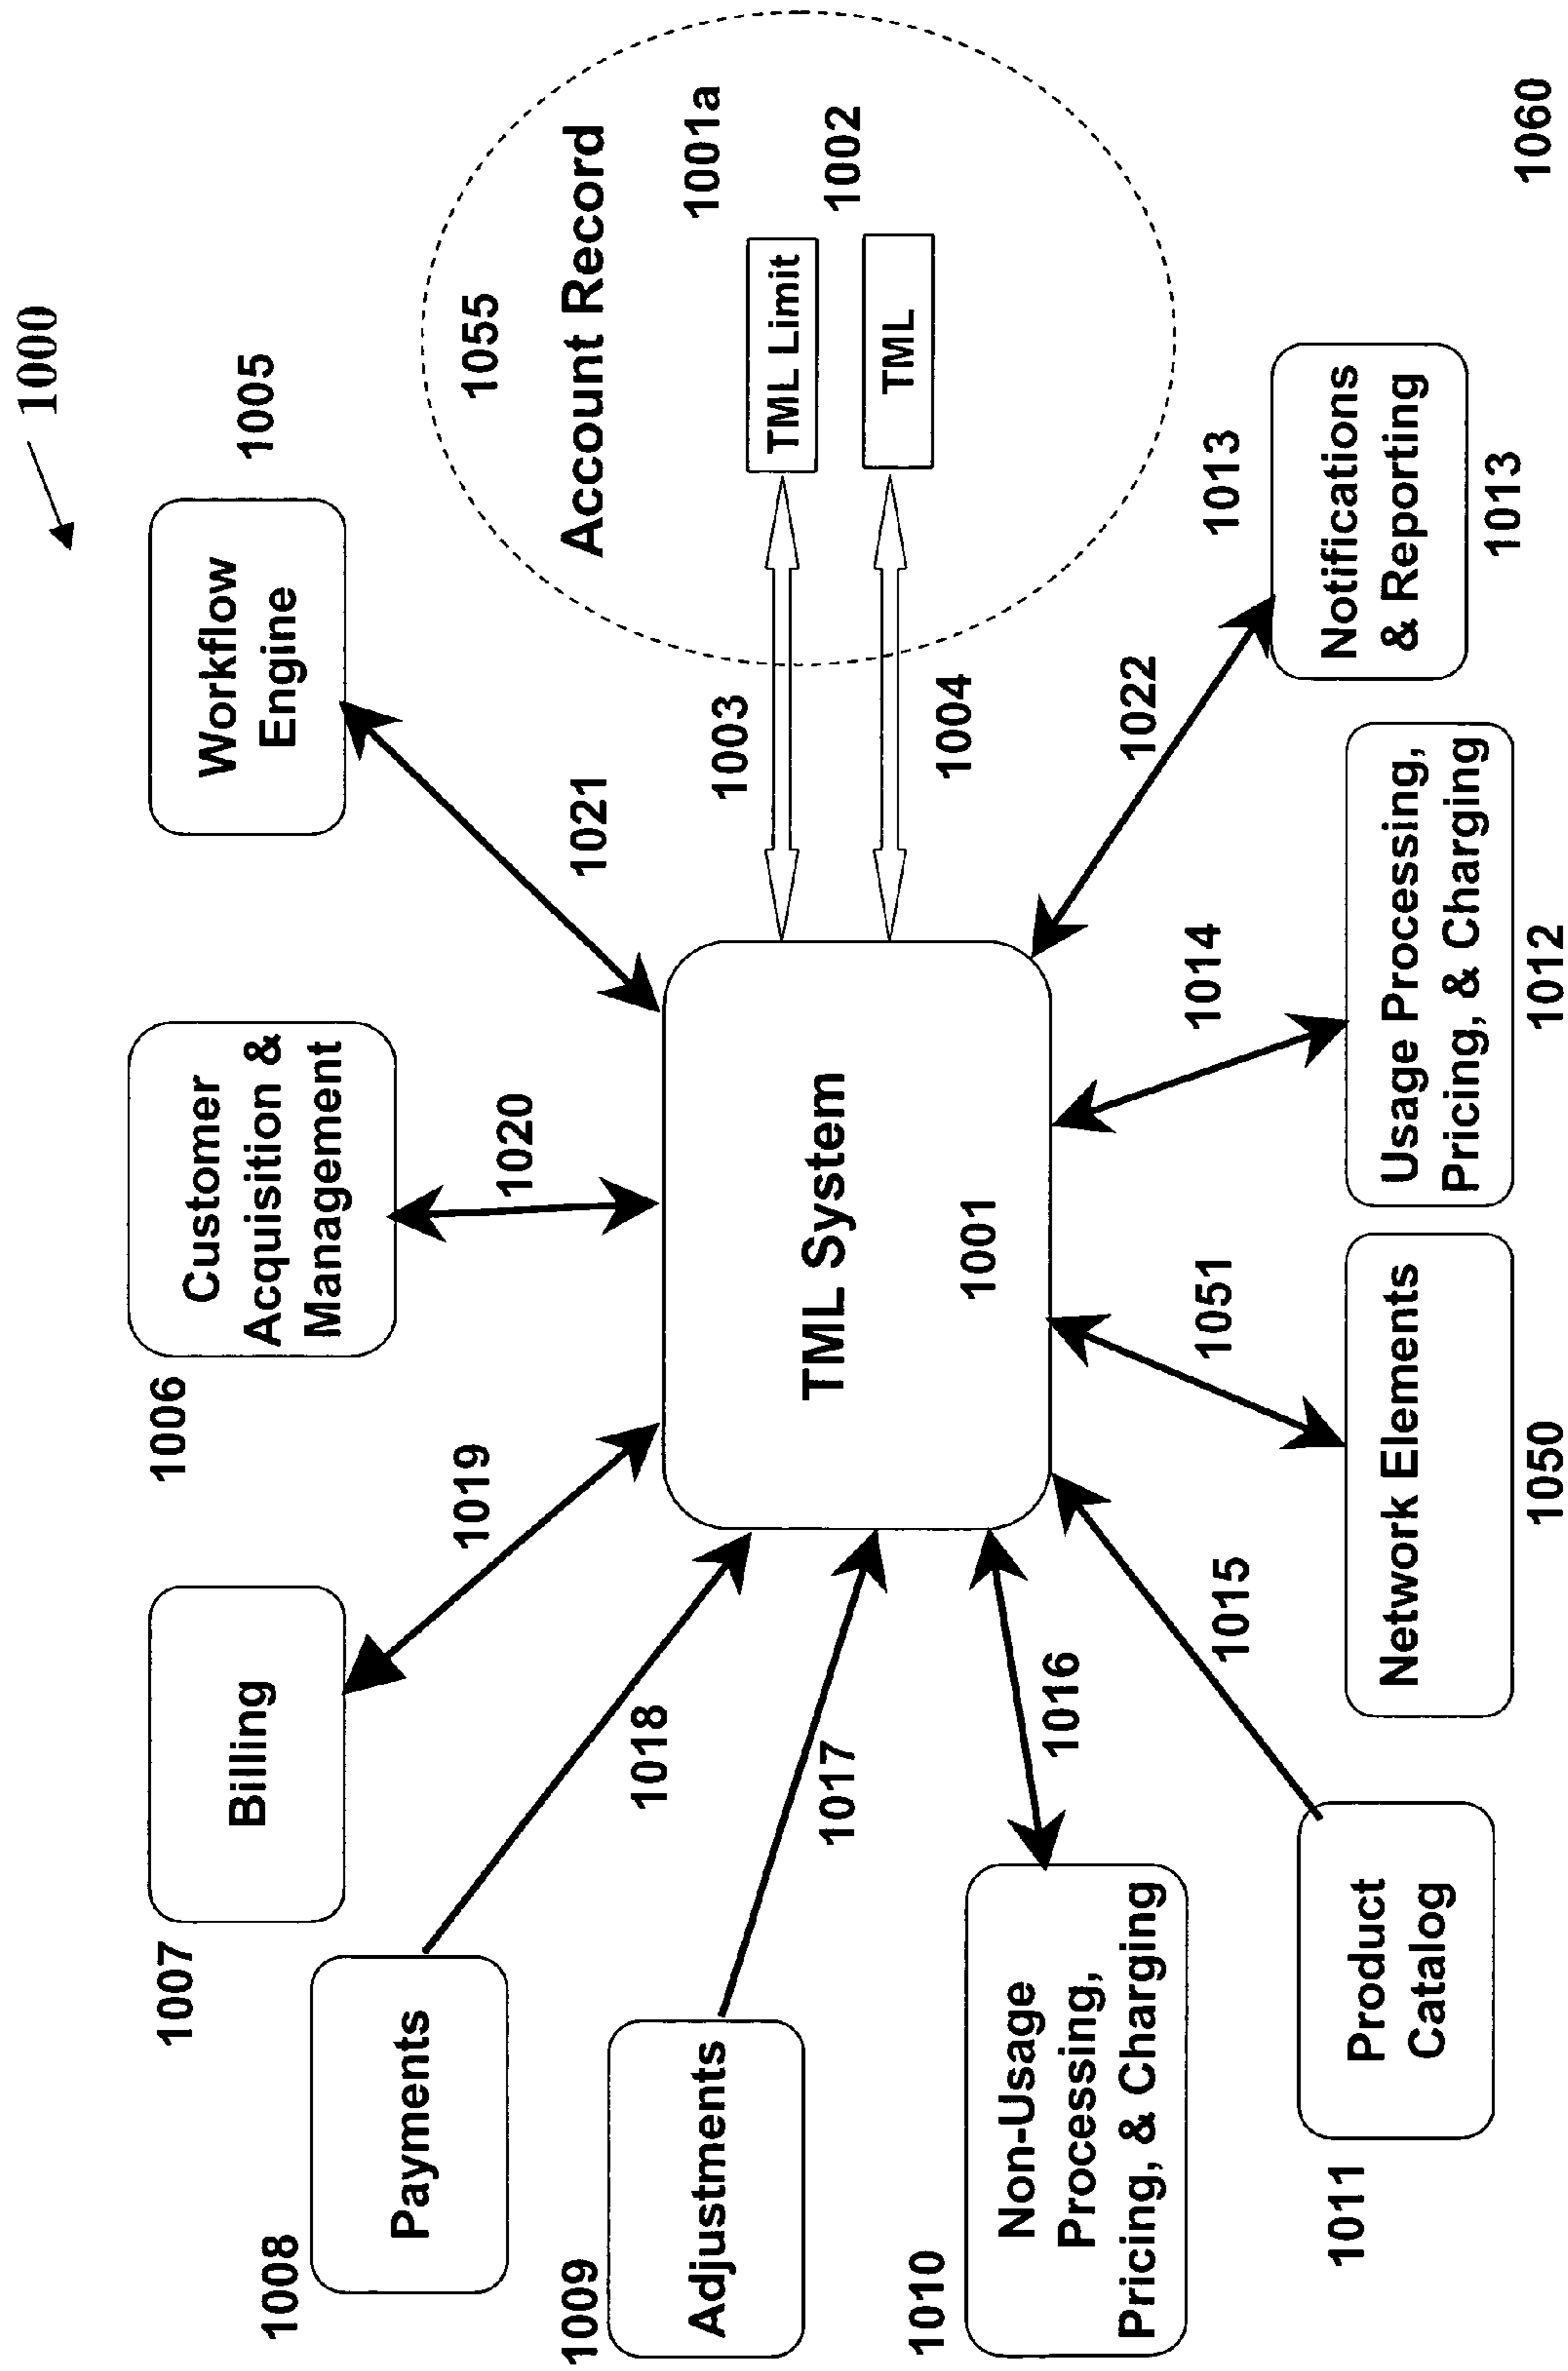 1000
1005
Workflow
Engine
1006
Customer
Acquisition &
Management
1007
Billing
1008
Payments
1009
Adjustments
1010
Non-Usage
Processing,
Pricing, & Charging
1011
Product
Catalog
1018
1017
1016
1015
1019
1020
1021
TML System
1001
1003
1004
1055
Account Record
1001a
TML Limit
1002
TML
1051
1014
1022
Network Elements
1050
Usage Processing,
Pricing, & Charging
1012
1013
Notifications
& Reporting
1013
1060